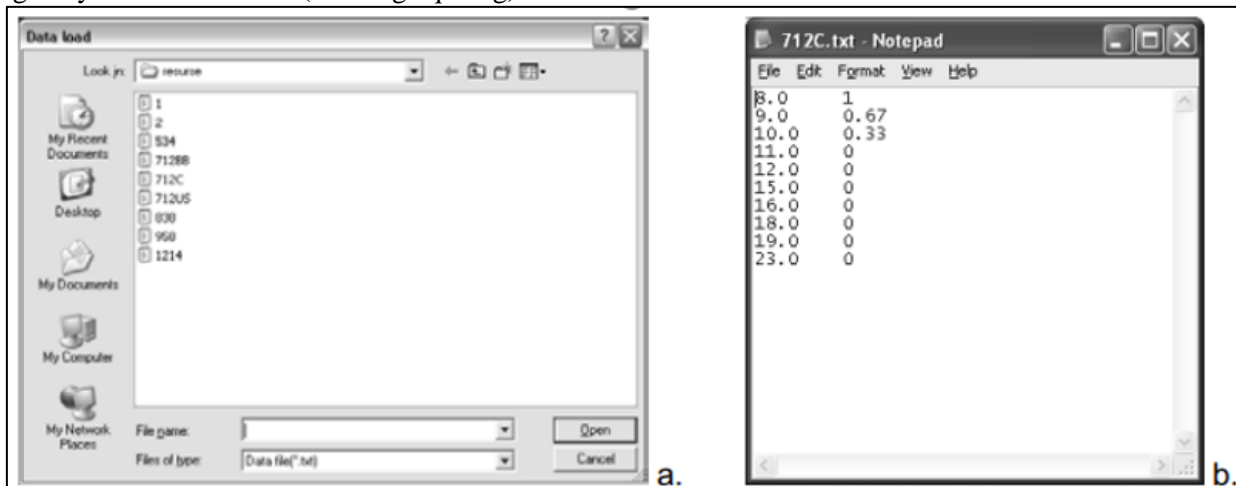 Data load
Look in: resurse
1
2
534
712BB
712C
712US
838
950
1214
My Recent
Documents
Desktop
My Documents
My Computer
My Network
Places
File name:
Open
Files of type: Data file(*.txt)
Cancel
a.
712C.txt - Notepad
File Edit Format View Help
8.0 1
9.0 0.67
10.0 0.33
11.0 0
12.0 0
15.0 0
16.0 0
18.0 0
19.0 0
23.0 0
b.